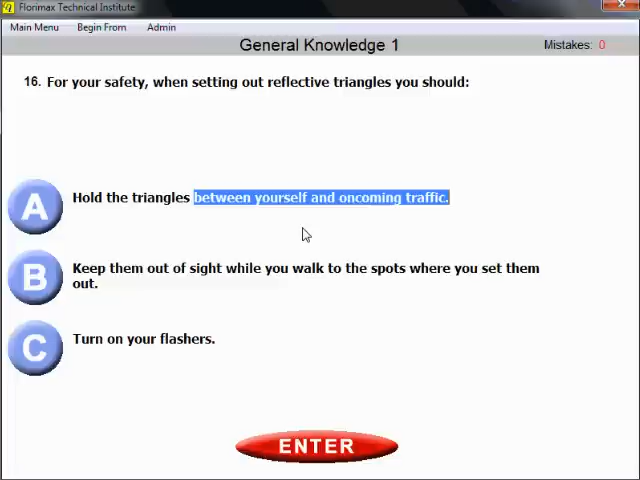 Florimax Technical Institute
Main Menu Begin From Admin
General Knowledge 1 Mistakes: 0
16. For your safety, when setting out reflective triangles you should:
A Hold the triangles between yourself and oncoming traffic.
B Keep them out of sight while you walk to the spots where you set them
out.
C Turn on your flashers.
ENTER